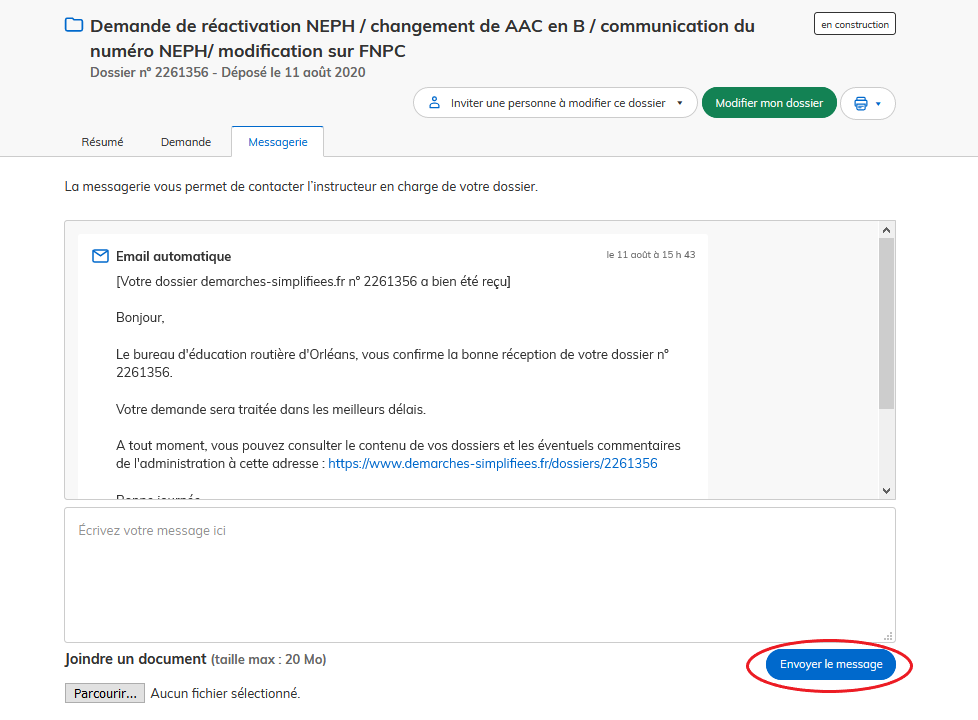 Demande de réactivation NEPH / changement de AAC en B / communication du
numéro NEPH/ modification sur FNPC
en construction
Dossier nº 2261356 - Déposé le 11 août 2020
Inviter une personne à modifier ce dossier
Modifier mon dossier
Résumé
Demande
Messagerie
La messagerie vous permet de contacter l'instructeur en charge de votre dossier.
Email automatique
le 11 août à 15 h 43
[Votre dossier demarches-simplifiees.fr nº 2261356 a bien été reçu]
Bonjour,
Le bureau d'éducation routière d'Orléans, vous confirme la bonne réception de votre dossier nº
2261356.
Votre demande sera traitée dans les meilleurs délais.
A tout moment, vous pouvez consulter le contenu de vos dossiers et les éventuels commentaires
de l'administration à cette adresse : https://www.demarches-simplifiees.fr/dossiers/2261356
Bonne journée
Écrivez votre message ici
Joindre un document (taille max : 20 Mo)
Envoyer le message
Parcourir... Aucun fichier sélectionné.